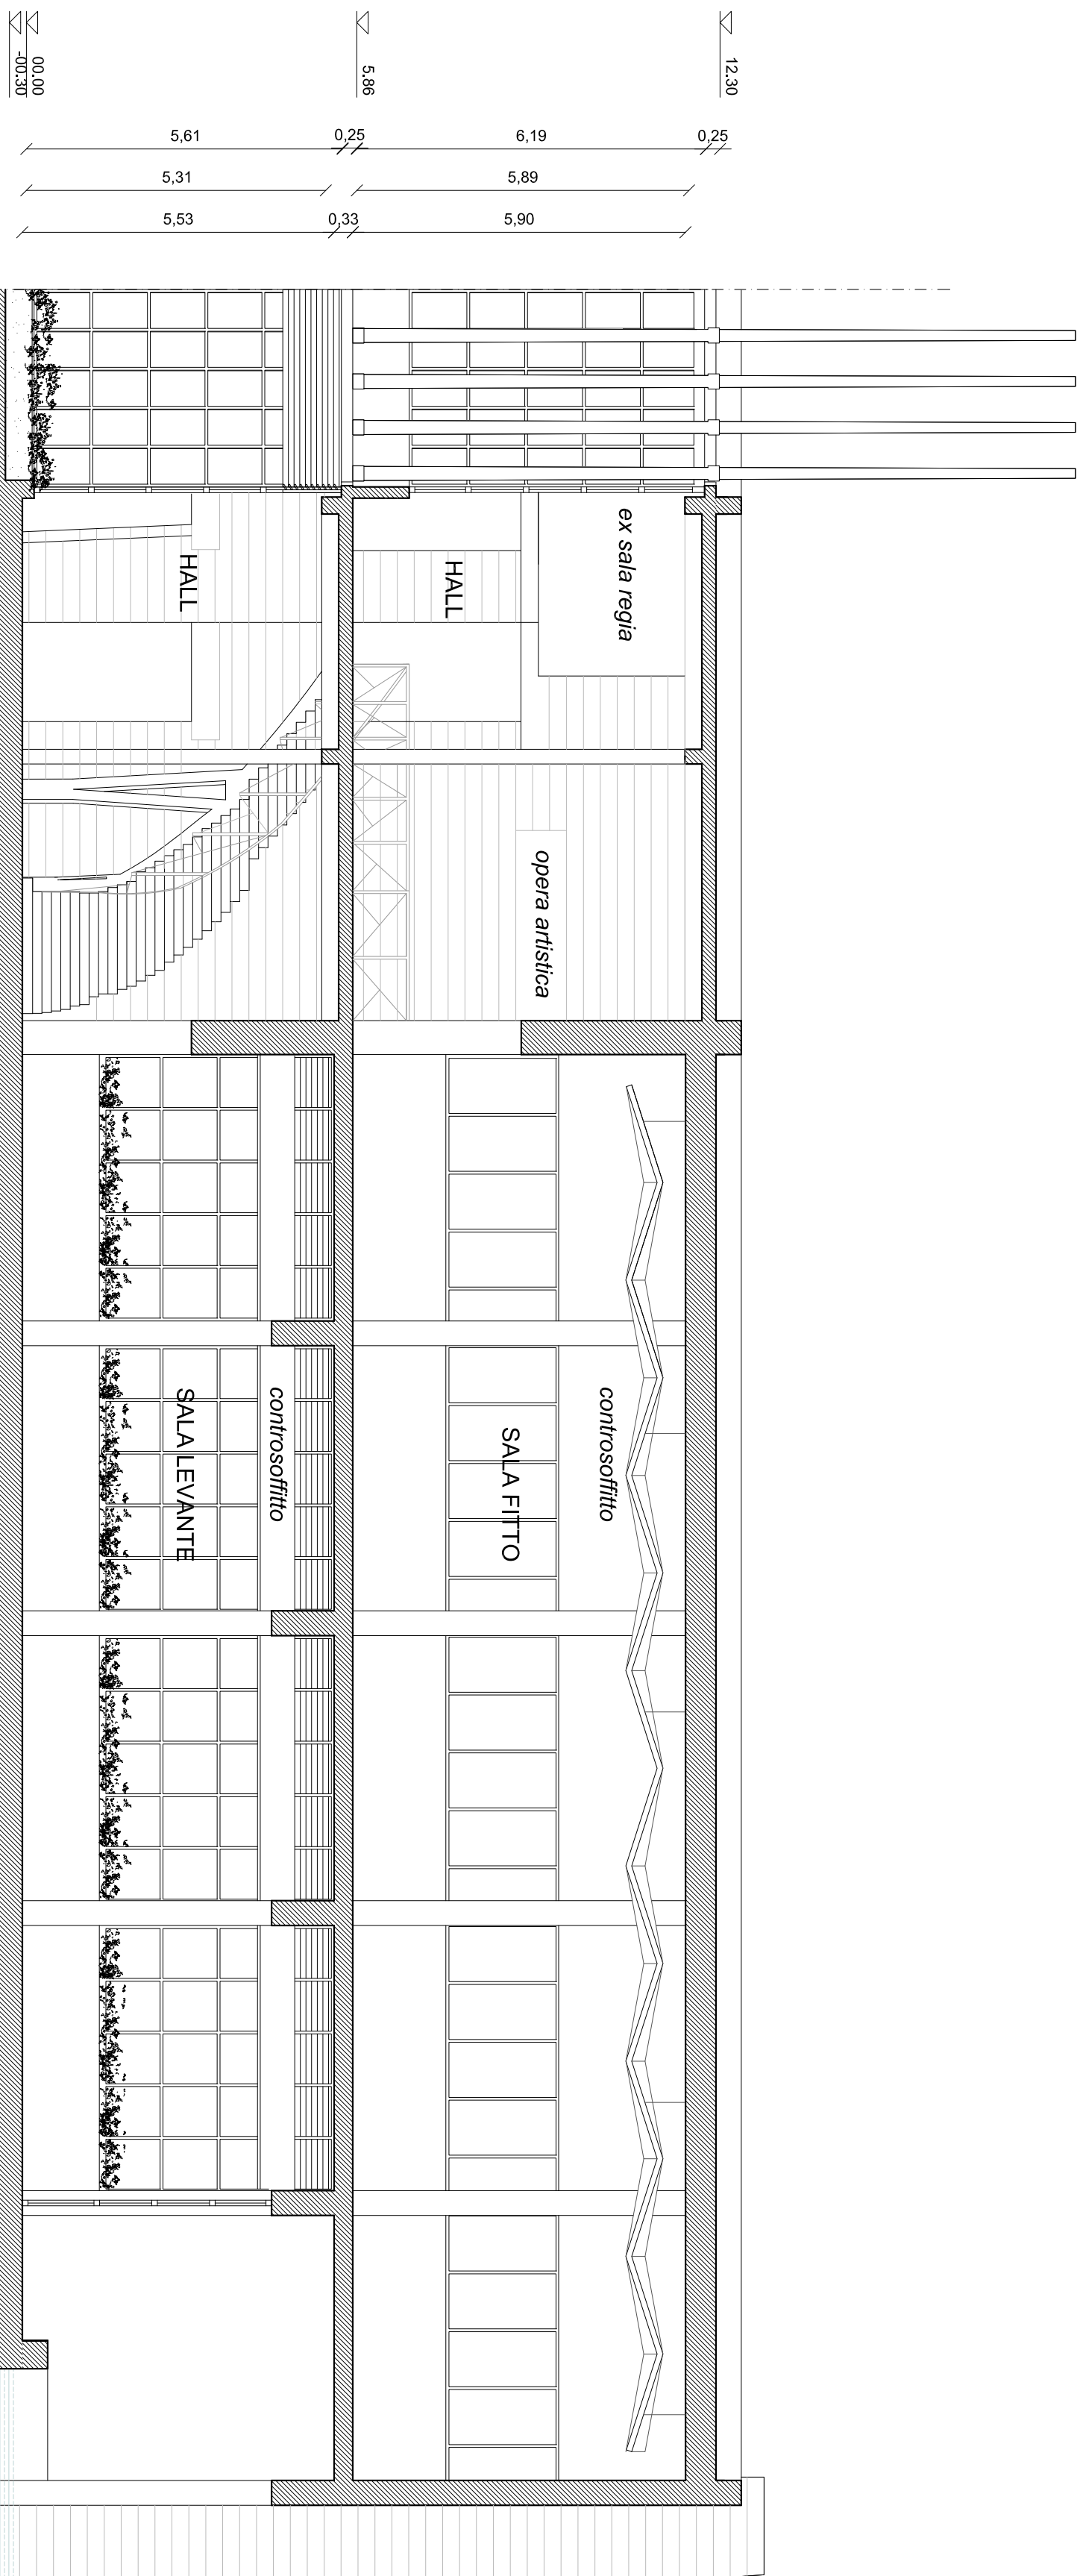 -00.30
00.00
5.86
12.30
5,61
0,25
6,19
0,25
5,31
5,89
5,53
0,33
5,90
ex sala regia
HALL
HALL
opera artistica
controsoffitto
controsoffitto
SALA FITTO
SALA LEVANTE